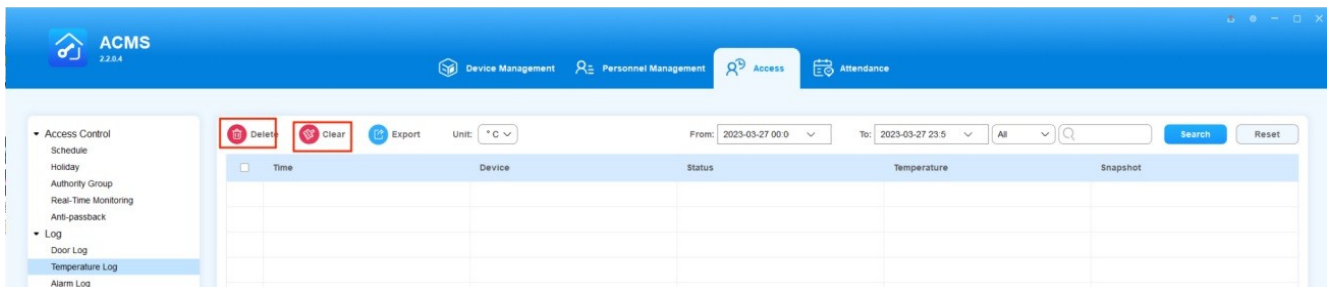 ACMS
2.2.0.4
Device Management Personnel Management Access Attendance
Access Control
Schedule
Holiday
Authority Group
Real-Time Monitoring
Anti-passback
Log
Door Log
Temperature Log
Alarm Log
Delete Clear Export Unit: ° C From: 2023-03-27 00:0 To: 2023-03-27 23:5 All Search Reset
Time Device Status Temperature Snapshot